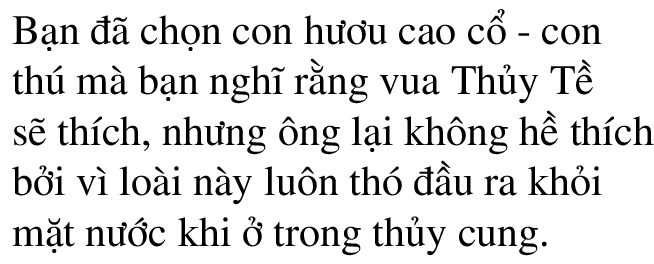 Bạn đã chọn con hươu cao cổ - con
thú mà bạn nghĩ rằng vua Thủy Tề
sẽ thích, nhưng ông lại không hề thích
bởi vì loài này luôn thó đầu ra khỏi
mặt nước khi ở trong thủy cung.